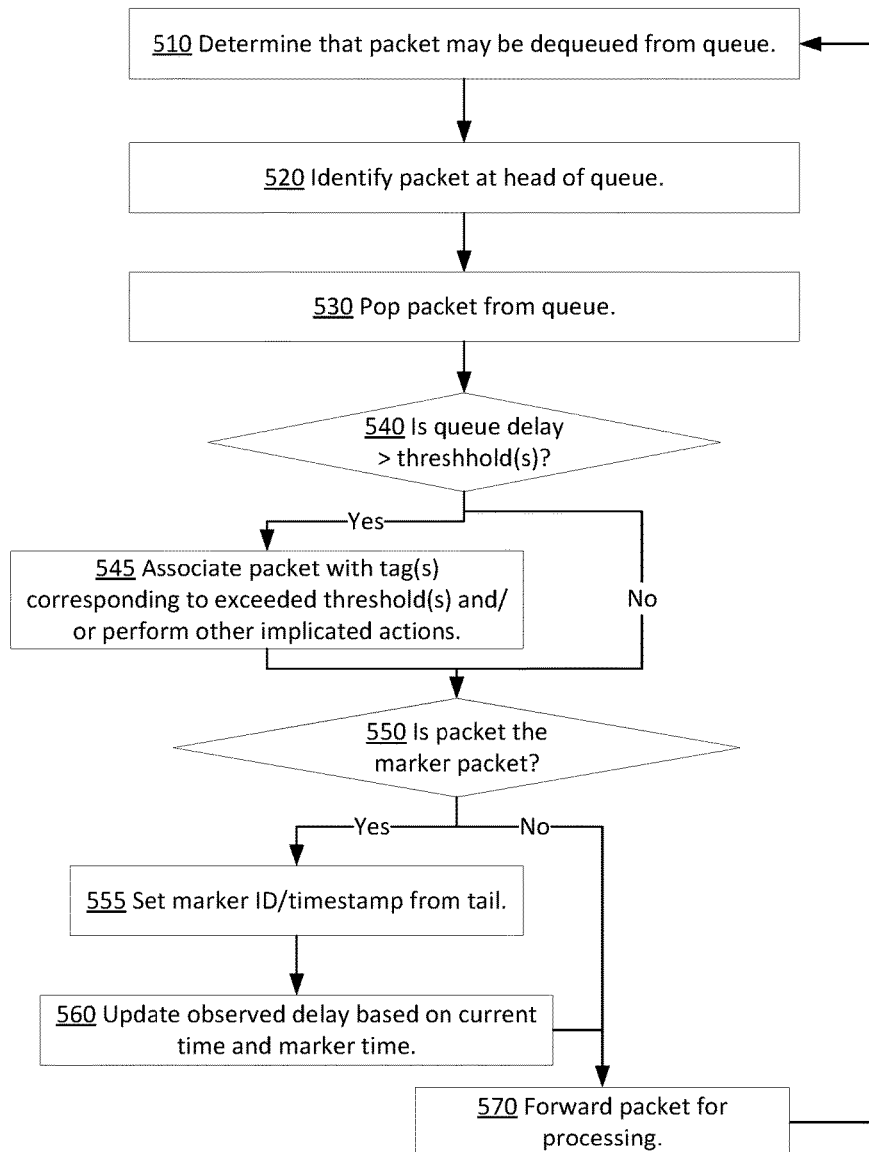 510 Determine that packet may be dequeued from queue.
520 Identify packet at head of queue.
530 Pop packet from queue.
540 Is queue delay
> threshhold(s)?
Yes
545 Associate packet with tag(s)
corresponding to exceeded threshold(s) and/
or perform other implicated actions.
No
550 Is packet the
marker packet?
Yes
No
555 Set marker ID/timestamp from tail.
560 Update observed delay based on current
time and marker time.
570 Forward packet for
processing.